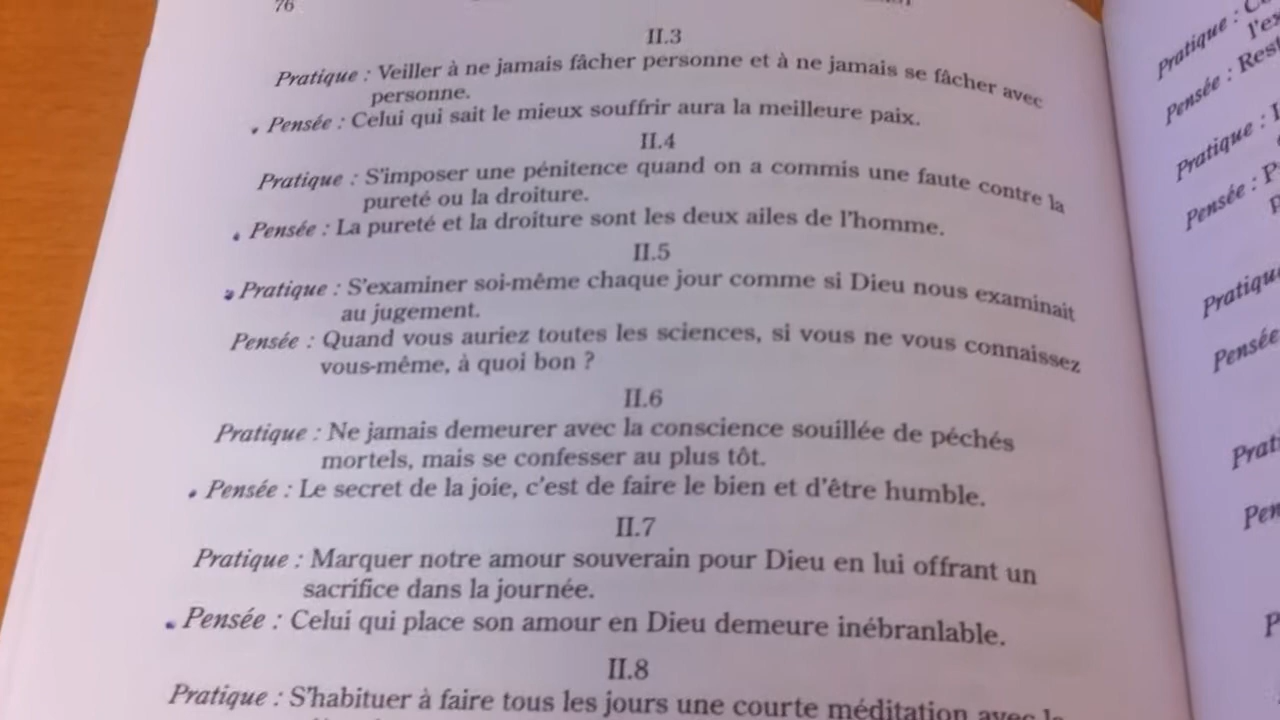 76
II.3
Pratique : Veiller à ne jamais fâcher personne et à ne jamais se fâcher avec
personne.
Pensée : Celui qui sait le mieux souffrir aura la meilleure paix.
II.4
Pratique : S'imposer une pénitence quand on a commis une faute contre la
pureté ou la droiture.
Pensée : La pureté et la droiture sont les deux ailes de l'homme.
II.5
Pratique : S'examiner soi-même chaque jour comme si Dieu nous examinait
au jugement.
Pensée : Quand vous auriez toutes les sciences, si vous ne vous connaissez
vous-même, à quoi bon ?
II.6
Pratique : Ne jamais demeurer avec la conscience souillée de péchés
mortels, mais se confesser au plus tôt.
Pensée : Le secret de la joie, c'est de faire le bien et d'être humble.
II.7
Pratique : Marquer notre amour souverain pour Dieu en lui offrant un
sacrifice dans la journée.
Pensée : Celui qui place son amour en Dieu demeure inébranlable.
II.8
Pratique : S'habituer à faire tous les jours une courte méditation avec le
Pratique :
Pensée :
Pratique :
Pensée :
Pratique
Pensée